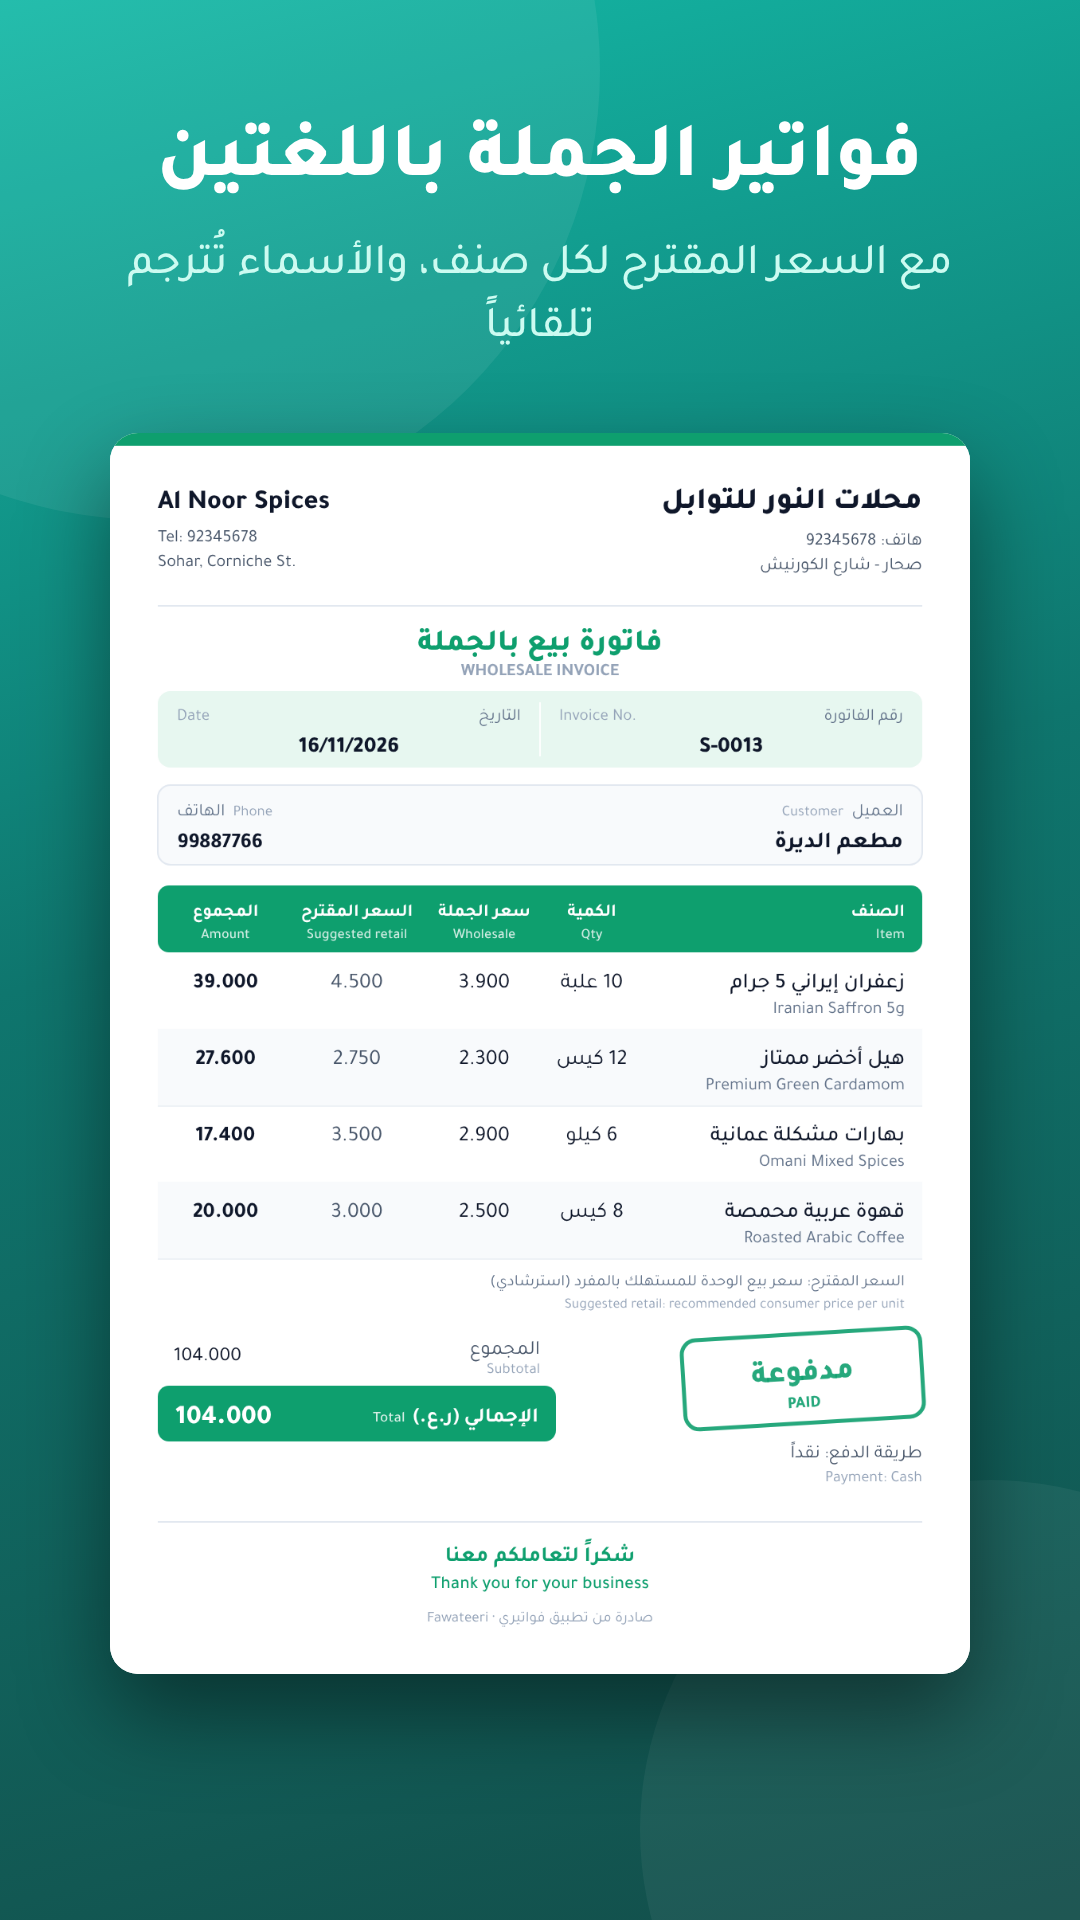 فواتير الجملة باللغتين
مع السعر المقترح لكل صنف، والأسماء تُترجم
تلقائياً
محلات النور للتوابل
هاتف: 92345678
صحار - شارع الكورنيش
Al Noor Spices
Tel: 92345678
Sohar, Corniche St.
فاتورة بيع بالجملة
WHOLESALE INVOICE
رقم الفاتورة Invoice No.
S-0013
التاريخ Date
16/11/2026
العميل Customer
مطعم الديرة
الهاتف Phone
99887766
الصنف الكمية سعر الجملة السعر المقترح المجموع
Item Qty Wholesale Suggested retail Amount
زعفران إيراني 5 جرام 10 علبة 3.900 4.500 39.000
Iranian Saffron 5g
هيل أخضر ممتاز 12 كيس 2.300 2.750 27.600
Premium Green Cardamom
بهارات مشكلة عمانية 6 كيلو 2.900 3.500 17.400
Omani Mixed Spices
قهوة عربية محمصة 8 كيس 2.500 3.000 20.000
Roasted Arabic Coffee
السعر المقترح: سعر بيع الوحدة للمستهلك بالمفرد (استرشادي)
Suggested retail: recommended consumer price per unit
مدفوعة
PAID
طريقة الدفع: نقداً
Payment: Cash
المجموع 104.000
Subtotal
الإجمالي (ر.ع.) Total 104.000
شكراً لتعاملكم معنا
Thank you for your business
صادرة من تطبيق فواتيري · Fawateeri